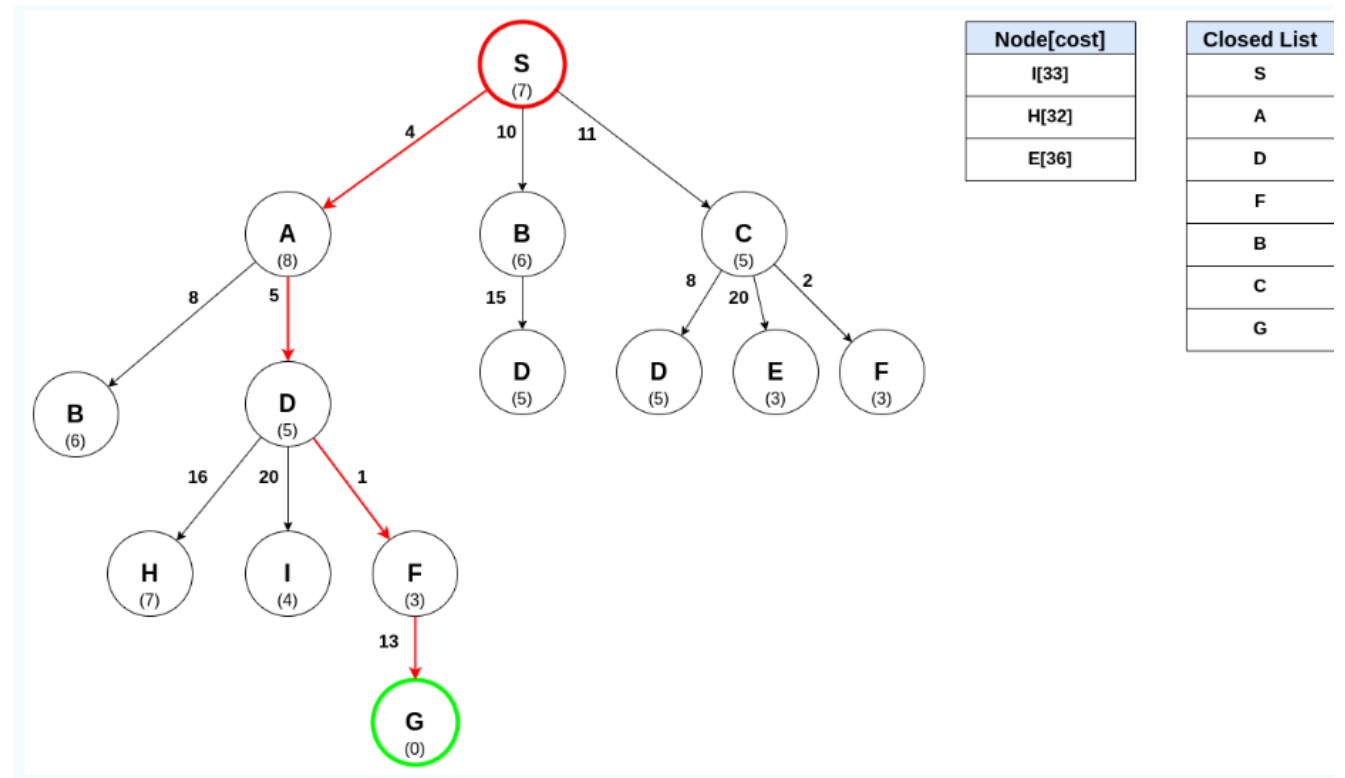 Node[cost]
I[33]
H[32]
E[36]
Closed List
S
A
D
F
B
C
G
S
(7)
4
10
11
A
(8)
B
(6)
C
(5)
8
5
15
8
20
2
B
(6)
D
(5)
D
(5)
D
(5)
E
(3)
F
(3)
16
20
1
H
(7)
I
(4)
F
(3)
13
G
(0)